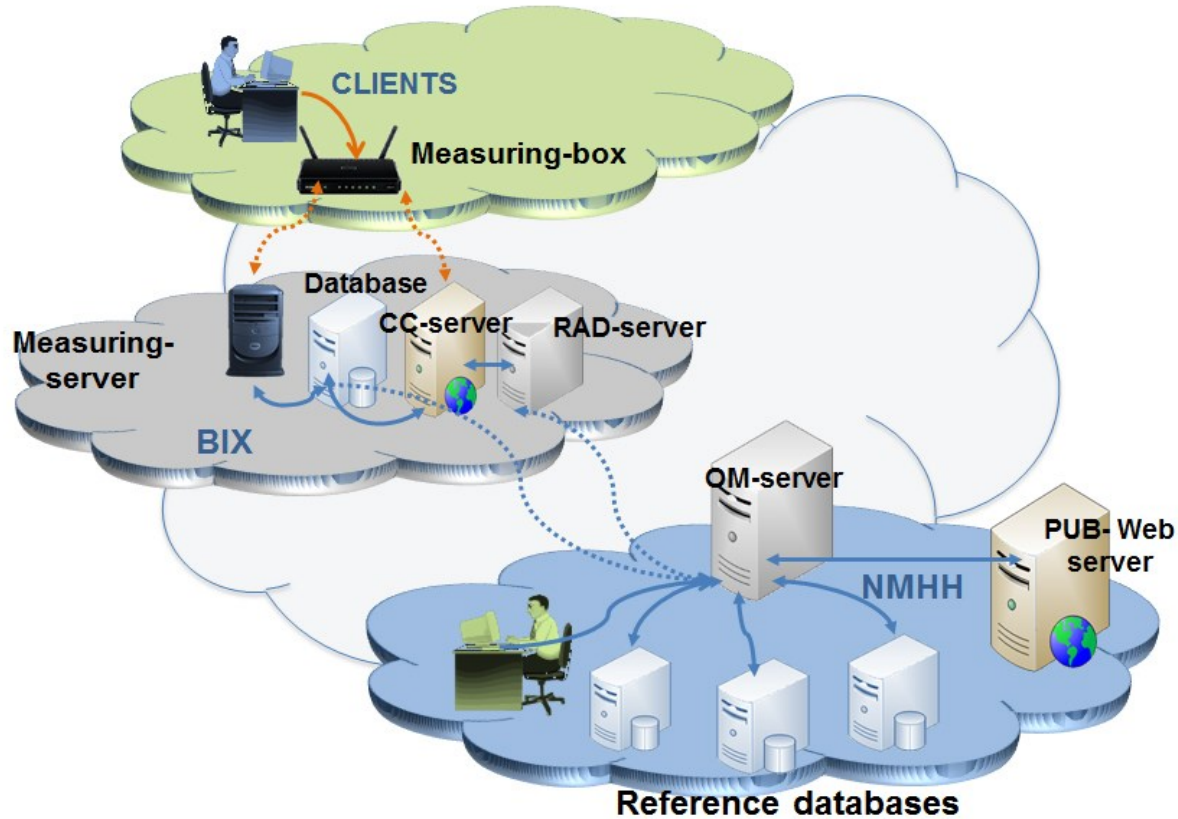 CLIENTS
Measuring-box
Database
CC-server
RAD-server
Measuring-
server
BIX
QM-server
PUB- Web
server
NMHH
Reference databases